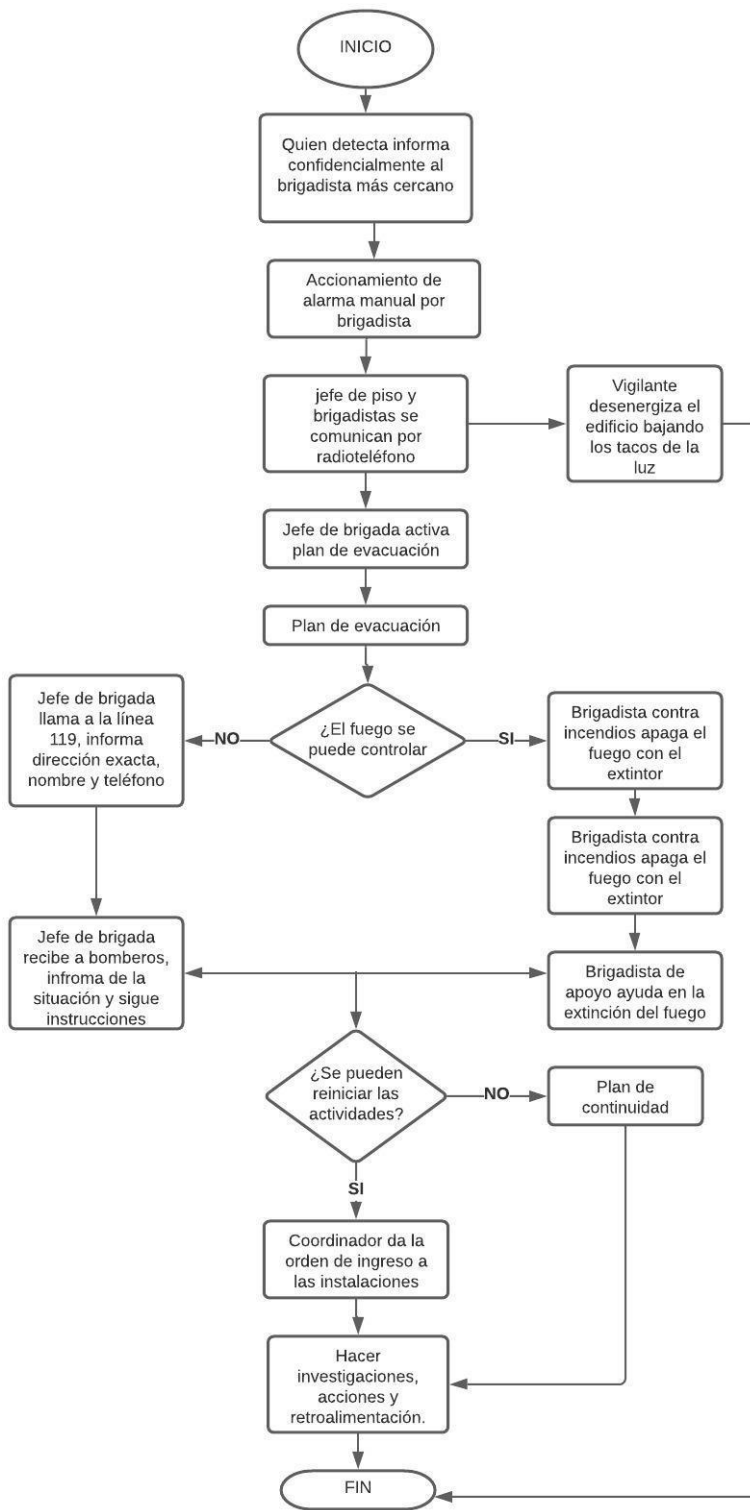 INICIO
Quien detecta informa
confidencialmente al
brigadista más cercano
Accionamiento de
alarma manual por
brigadista
jefe de piso y
brigadistas se
comunican por
radioteléfono
Vigilante
desenergiza el
edificio bajando
los tacos de la
luz
Jefe de brigada activa
plan de evacuación
Plan de evacuación
¿El fuego se
puede controlar
NO
Jefe de brigada
llama a la línea
119, informa
dirección exacta,
nombre y teléfono
SI
Brigadista contra
incendios apaga el
fuego con el
extintor
Brigadista contra
incendios apaga el
fuego con el
extintor
Jefe de brigada
recibe a bomberos,
infroma de la
situación y sigue
instrucciones
Brigadista de
apoyo ayuda en la
extinción del fuego
¿Se pueden
reiniciar las
actividades?
NO
Plan de
continuidad
SI
Coordinador da la
orden de ingreso a
las instalaciones
Hacer
investigaciones,
acciones y
retroalimentación.
FIN